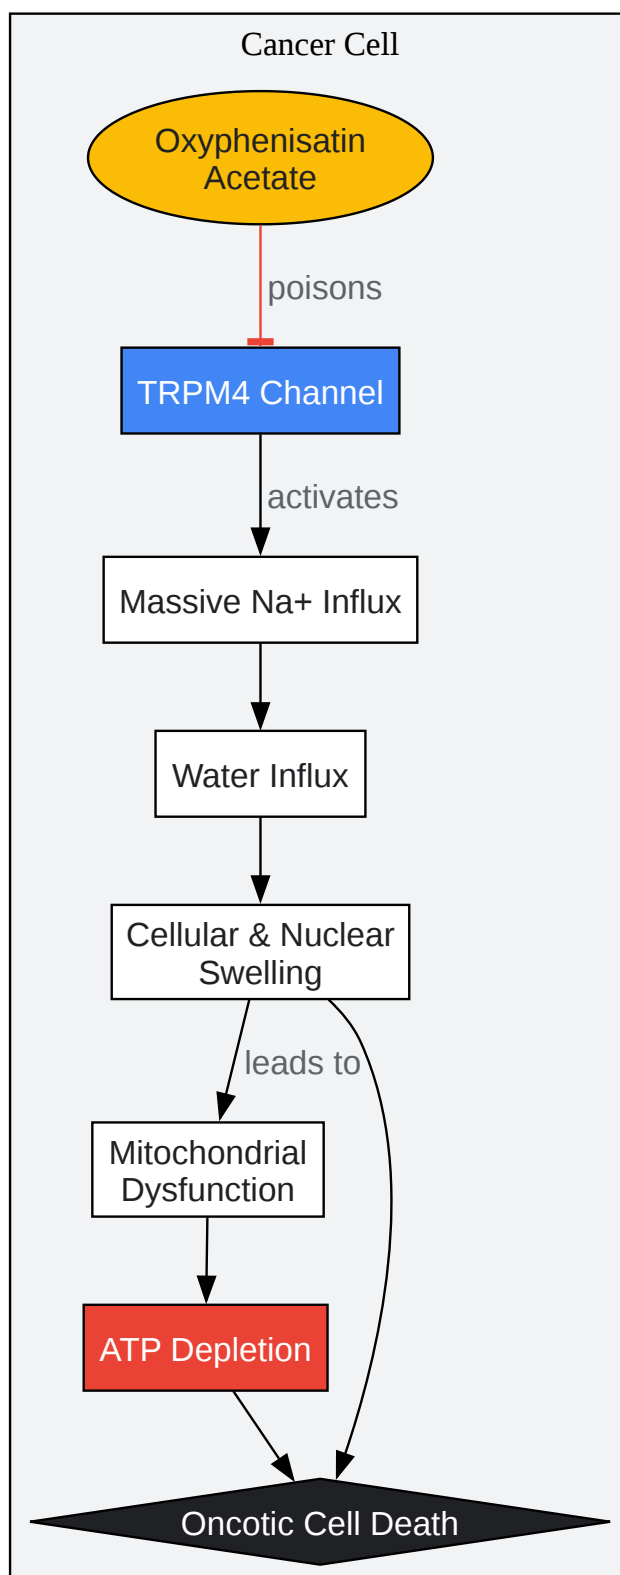 Cancer Cell
Oxyphenisatin
Acetate
poisons
TRPM4 Channel
activates
Massive Na+ Influx
Water Influx
Cellular & Nuclear
Swelling
leads to
Mitochondrial
Dysfunction
ATP Depletion
Oncotic Cell Death